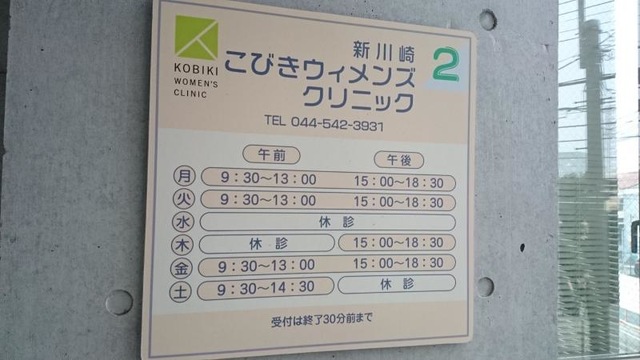 KOBIKI
WOMEN'S
CLINIC
新川崎
こびきウィメンズ
クリニック
2
TEL 044-542-3931
午前 午後
月 9:30〜13:00 15:00〜18:30
火 9:30〜13:00 15:00〜18:30
水 休診
木 休診 15:00〜18:30
金 9:30〜13:00 15:00〜18:30
土 9:30〜14:30 休診
受付は終了30分前まで